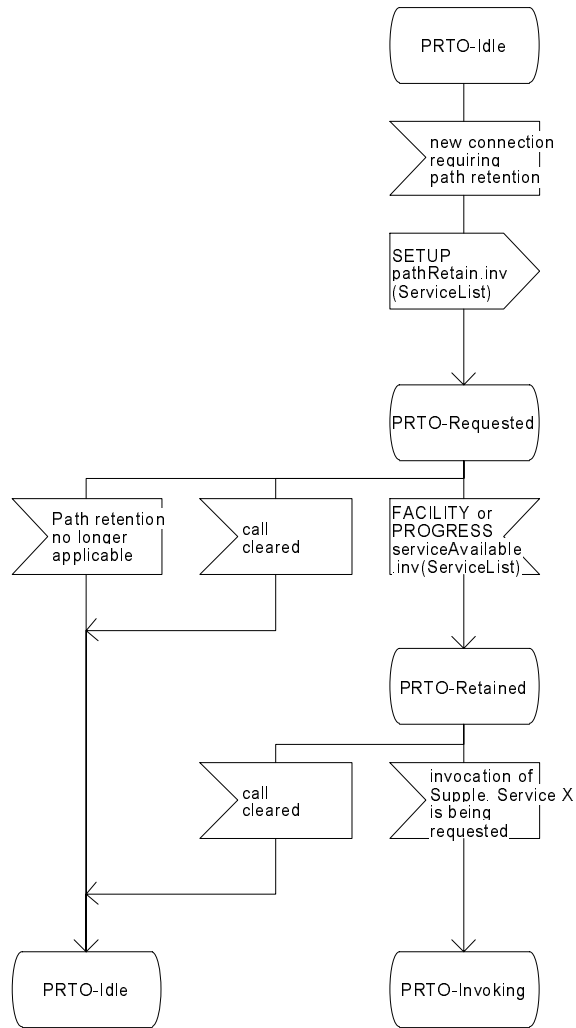 PRTO-Idle
new connection
requiring
path retention
SETUP
pathRetain.inv
(ServiceList)
PRTO-Requested
Path retention
no longer
applicable
call
cleared
FACILITY or
PROGRESS
serviceAvailable
.inv(ServiceList)
PRTO-Retained
call
cleared
invocation of
Supple. Service X
is being
requested
PRTO-Idle
PRTO-Invoking